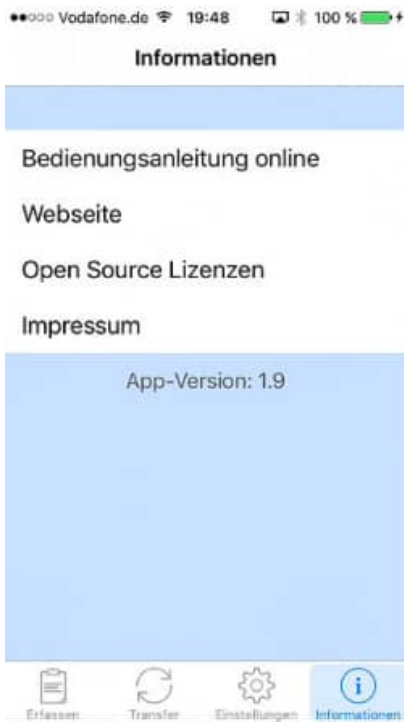 Vodafone.de 19:48 100 %
Informationen
Bedienungsanleitung online
Webseite
Open Source Lizenzen
Impressum
App-Version: 1.9
Erfassen Transfer Einstellungen Informationen